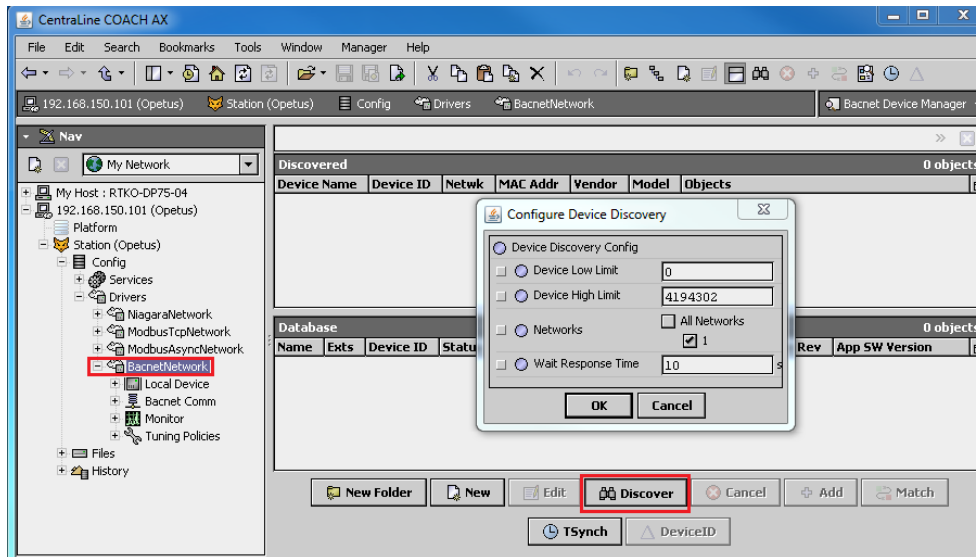 CentraLine COACH AX
File Edit Search Bookmarks Tools Window Manager Help
192.168.150.101 (Opetus) Station (Opetus) Config Drivers BacnetNetwork Bacnet Device Manager
Nav
My Network
My Host : RTKO-DP75-04
192.168.150.101 (Opetus)
Platform
Station (Opetus)
Config
Services
Drivers
NiagaraNetwork
ModbusTcpNetwork
ModbusAsyncNetwork
BacnetNetwork
Local Device
Bacnet Comm
Monitor
Tuning Policies
Files
History
Discovered 0 objects
Device Name Device ID Netwk MAC Addr Vendor Model Objects
Configure Device Discovery
Device Discovery Config
Device Low Limit 0
Device High Limit 4194302
Networks All Networks
1
Wait Response Time 10 s
OK Cancel
Database 0 objects
Name Exts Device ID Statu Rev App SW Version
New Folder New Edit Discover Cancel Add Match
TSynch DeviceID